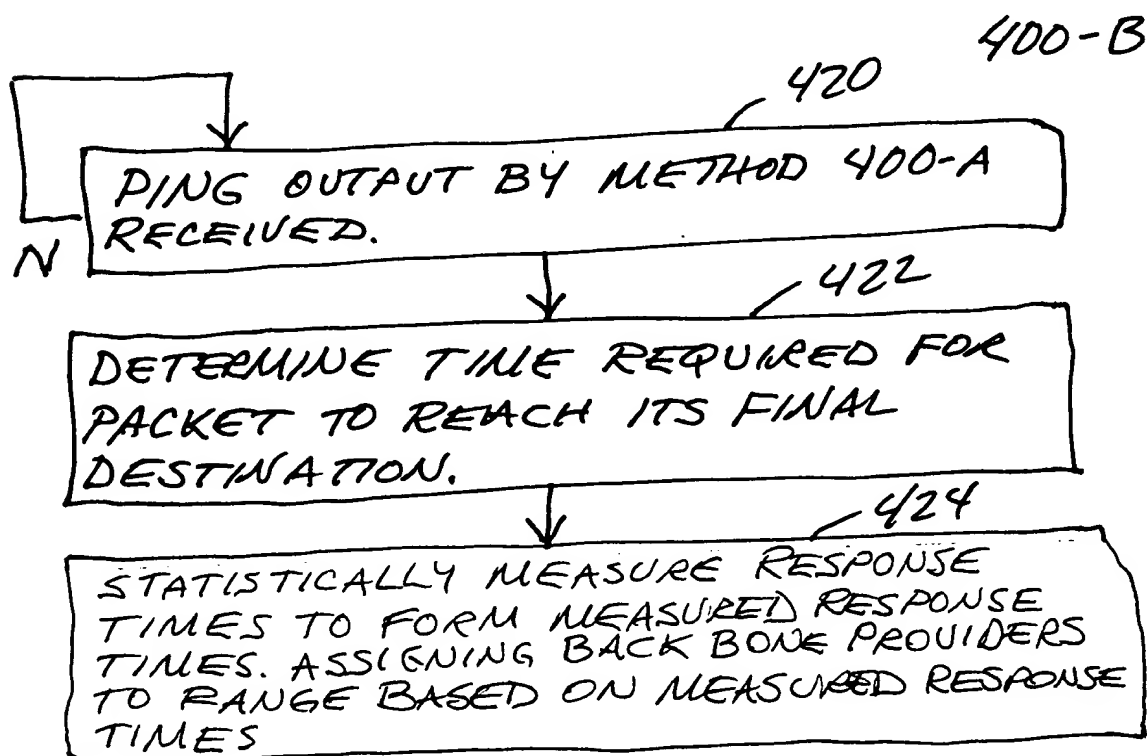 400-B
420
PING OUTPUT BY METHOD 400-A
RECEIVED.
N
422
DETERMINE TIME REQUIRED FOR
PACKET TO REACH ITS FINAL
DESTINATION.
424
STATISTICALLY MEASURE RESPONSE
TIMES TO FORM MEASURED RESPONSE
TIMES. ASSIGNING BACK BONE PROVIDERS
TO RANGE BASED ON MEASURED RESPONSE
TIMES